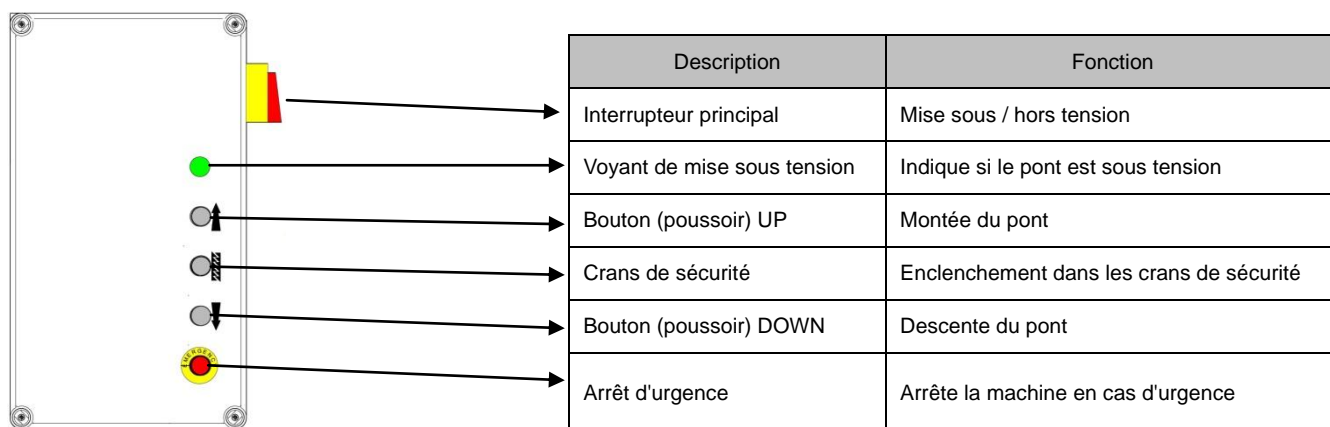 Description Fonction
Interrupteur principal Mise sous / hors tension
Voyant de mise sous tension Indique si le pont est sous tension
Bouton (poussoir) UP Montée du pont
Crans de sécurité Enclenchement dans les crans de sécurité
Bouton (poussoir) DOWN Descente du pont
EMERGENC
Arrêt d'urgence Arrête la machine en cas d'urgence